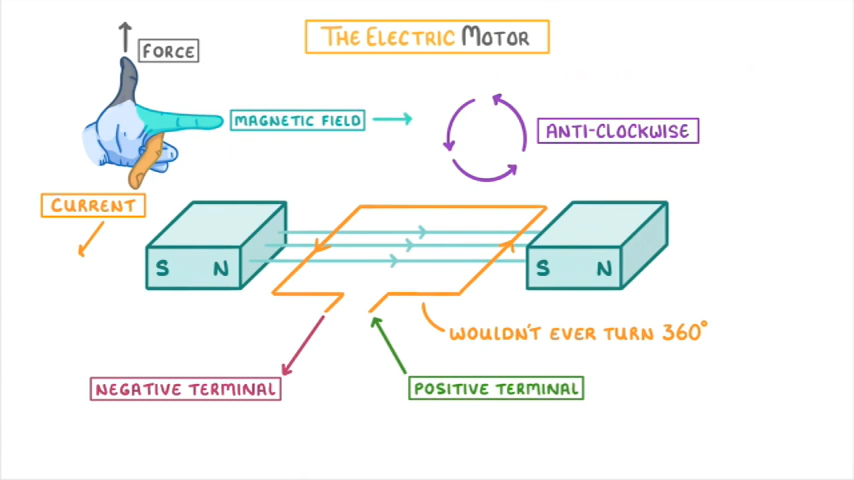 THE ELECTRIC MOTOR
FORCE
MAGNETIC FIELD
ANTI-CLOCKWISE
CURRENT
S N
S N
WOULDN'T EVER TURN 360°
NEGATIVE TERMINAL
POSITIVE TERMINAL